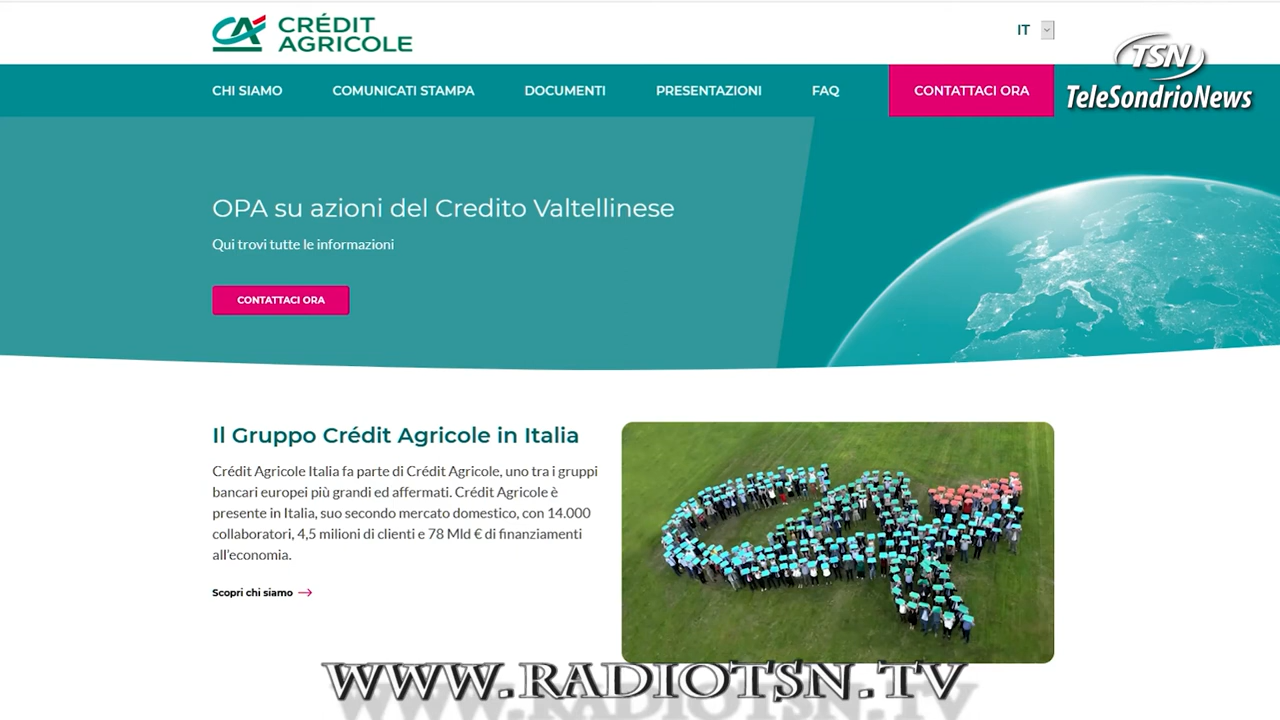 CRÉDIT
AGRICOLE
IT
TSN
TeleSondrioNews
CHI SIAMO
COMUNICATI STAMPA
DOCUMENTI
PRESENTAZIONI
FAQ
CONTATTACI ORA
OPA su azioni del Credito Valtellinese
Qui trovi tutte le informazioni
CONTATTACI ORA
Il Gruppo Crédit Agricole in Italia
Crédit Agricole Italia fa parte di Crédit Agricole, uno tra i gruppi
bancari europei più grandi ed affermati. Crédit Agricole è
presente in Italia, suo secondo mercato domestico, con 14.000
collaboratori, 4,5 milioni di clienti e 78 Mld € di finanziamenti
all'economia.
Scopri chi siamo
WWW.RADIOTSN.TV